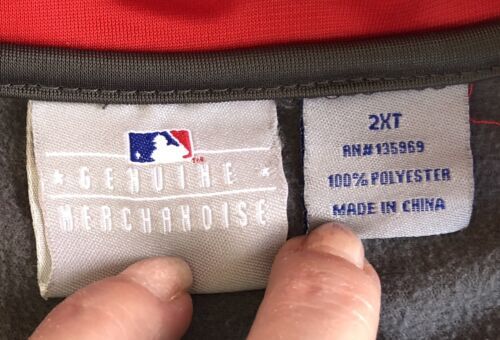 GENUINE
MERCHANDISE
2XT
RN# 135969
100% POLYESTER
MADE IN CHINA